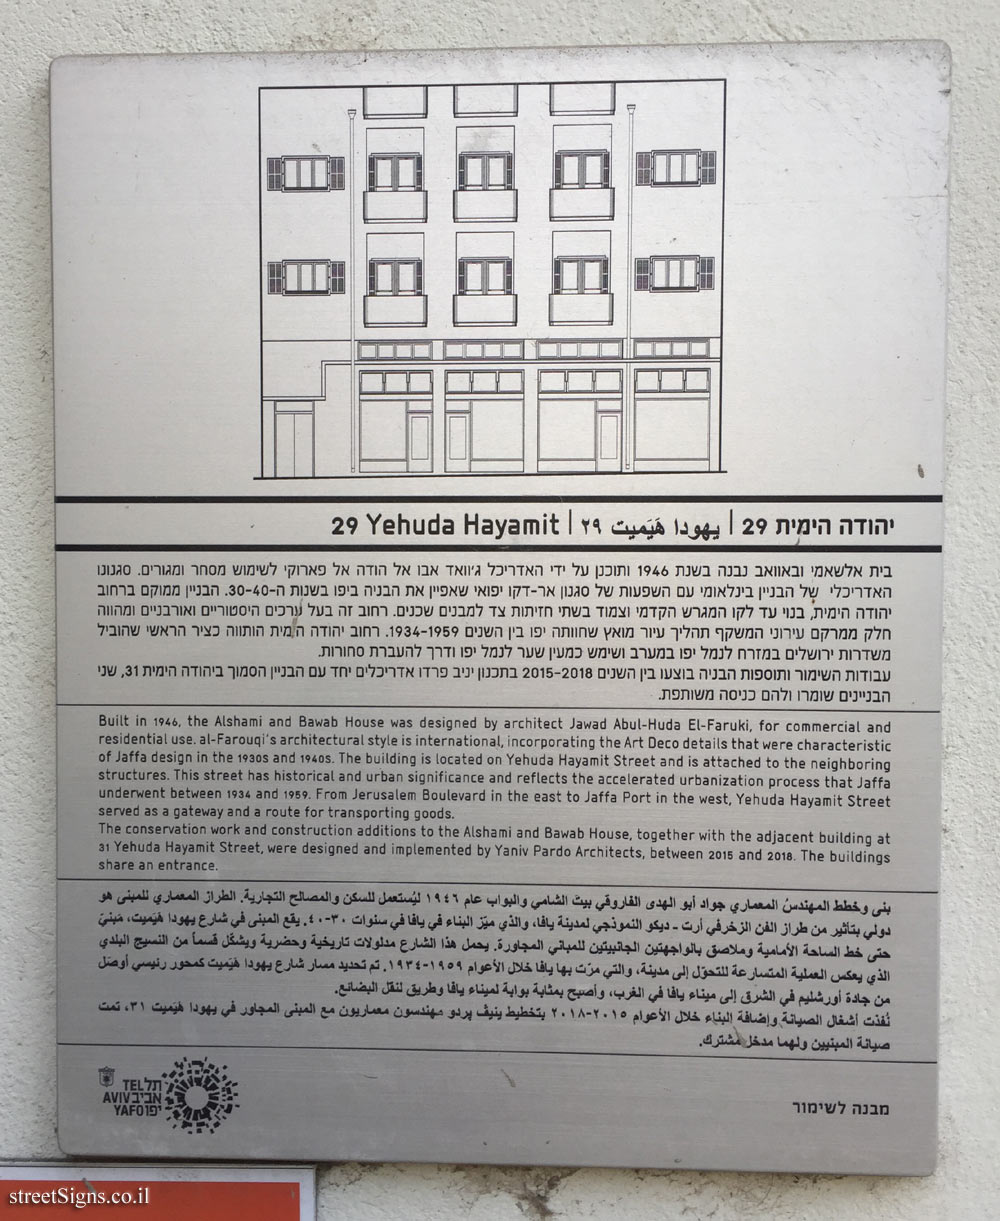 יהודה הימית 29 | يهودا هَيَميت ٢٩ | 29 Yehuda Hayamit
בית אלשאמי ובאוואב נבנה בשנת 1946 ותוכנן על ידי האדריכל ג'וואד אבו אל הודה אל פארוקי לשימוש מסחר ומגורים. סגנונו
האדריכלי של הבניין בינלאומי עם השפעות של סגנון אר-דקו יפואי שאפיין את הבניה ביפו בשנות ה-30-40. הבניין ממוקם ברחוב
יהודה הימית, בנוי עד לקו המגרש הקדמי וצמוד בשתי חזיתות צד למבנים שכנים. רחוב זה בעל ערכים היסטוריים ואורבניים ומהווה
חלק ממרקם עירוני המשקף תהליך עיור מואץ שחוותה יפו בין השנים 1934-1959. רחוב יהודה הימית הותווה כציר הראשי שהוביל
משדרות ירושלים במזרח לנמל יפו במערב ושימש כמעין שער לנמל יפו ודרך להעברת סחורות.
עבודות השימור ותוספות הבניה בוצעו בין השנים 2015-2018 בתכנון יניב פרדו אדריכלים יחד עם הבניין הסמוך ביהודה הימית 31, שני
הבניינים שומרו ולהם כניסה משותפת.
Built in 1946, the Alshami and Bawab House was designed by architect Jawad Abul-Huda El-Faruki, for commercial and
residential use. al-Farouqi's architectural style is international, incorporating the Art Deco details that were characteristic
of Jaffa design in the 1930s and 1940s. The building is located on Yehuda Hayamit Street and is attached to the neighboring
structures. This street has historical and urban significance and reflects the accelerated urbanization process that Jaffa
underwent between 1934 and 1959. From Jerusalem Boulevard in the east to Jaffa Port in the west, Yehuda Hayamit Street
served as a gateway and a route for transporting goods.
The conservation work and construction additions to the Alshami and Bawab House, together with the adjacent building at
31 Yehuda Hayamit Street, were designed and implemented by Yaniv Pardo Architects, between 2015 and 2018. The buildings
share an entrance.
بنى وخطط المهندسُ المعماري جواد أبو الهدى الفاروقي بيتَ الشامي والبواب عام ١٩٤٦ ليُستعمل للسكن والمصالح التجارية. الطراز المعماري للمبنى هو
دولي بتأثير من طراز الفن الزخرفي أرت - ديكو النموذجي لمدينة يافا، والذي ميّز البناء في يافا في سنوات ٣٠-٤٠. يقع المبنى في شارع يهودا هَيَميت، مَبنيّ
حتى خط الساحة الأمامية وملاصق بالواجهتين الجانبيتين للمباني المجاورة. يحمل هذا الشارع مدلولات تاريخية وحضرية ويشكّل قسماً من النسيج البلدي
الذي يعكس العملية المتسارعة للتحوّل إلى مدينة، والتي مرّت بها يافا خلال الأعوام ١٩٥٩-١٩٣٤. تم تحديد مسار شارع يهودا هَيَميت كمحور رئيسي أوصَل
من جادة أورشليم في الشرق إلى ميناء يافا في الغرب، وأصبح بمثابة بوابة لميناء يافا وطريق لنقل البضائع.
نُفذت أشغال الصيانة وإضافة البناء خلال الأعوام ٢٠١٥-٢٠١٨ بتخطيط ينيڤ پردو مهندسون معماريون مع المبنى المجاور في يهودا هَيَميت ٣١، تمت
صيانة المبنيين ولهما مدخل مشترك.
מבנה לשימור
TEL תל
AVIV אביב
YAFO יפו
streetSigns.co.il